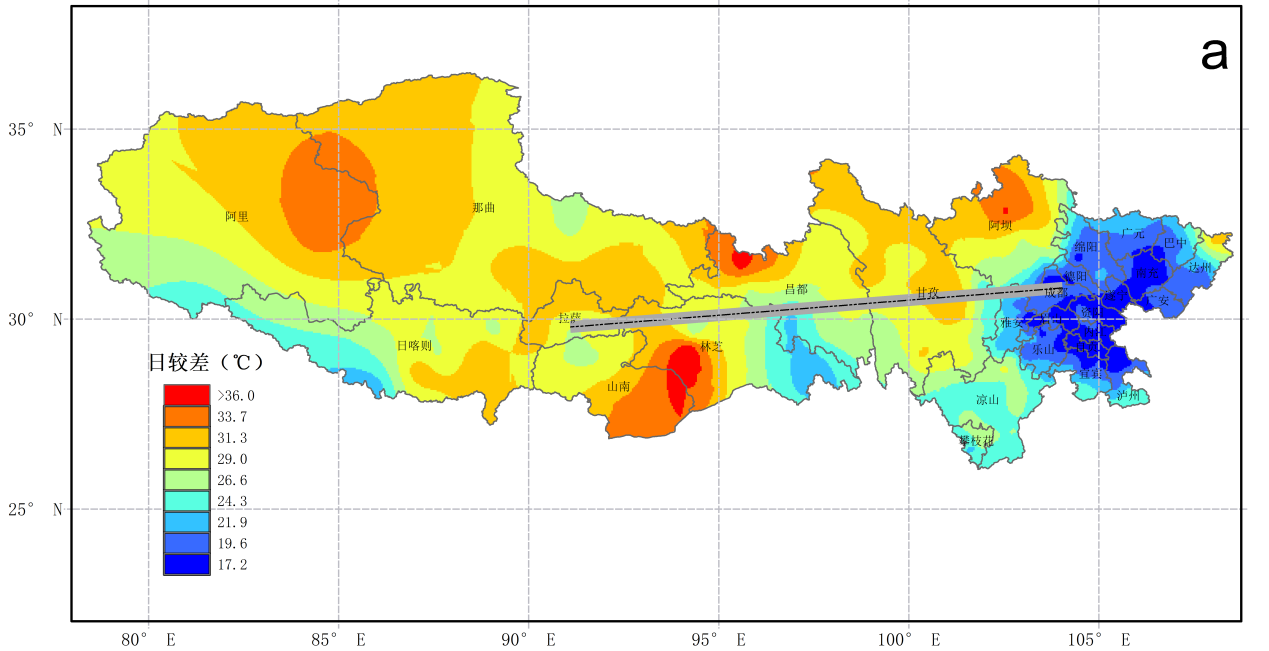 a
35° N
30° N
25° N
80° E
85° E
90° E
95° E
100° E
105° E
日较差(℃)
>36.0
33.7
31.3
29.0
26.6
24.3
21.9
19.6
17.2
阿里
那曲
日喀则
拉萨
山南
林芝
昌都
甘孜
阿坝
绵阳
广元
巴中
达州
德阳
南充
成都
广安
雅安
乐山
宜宾
泸州
凉山
攀枝花